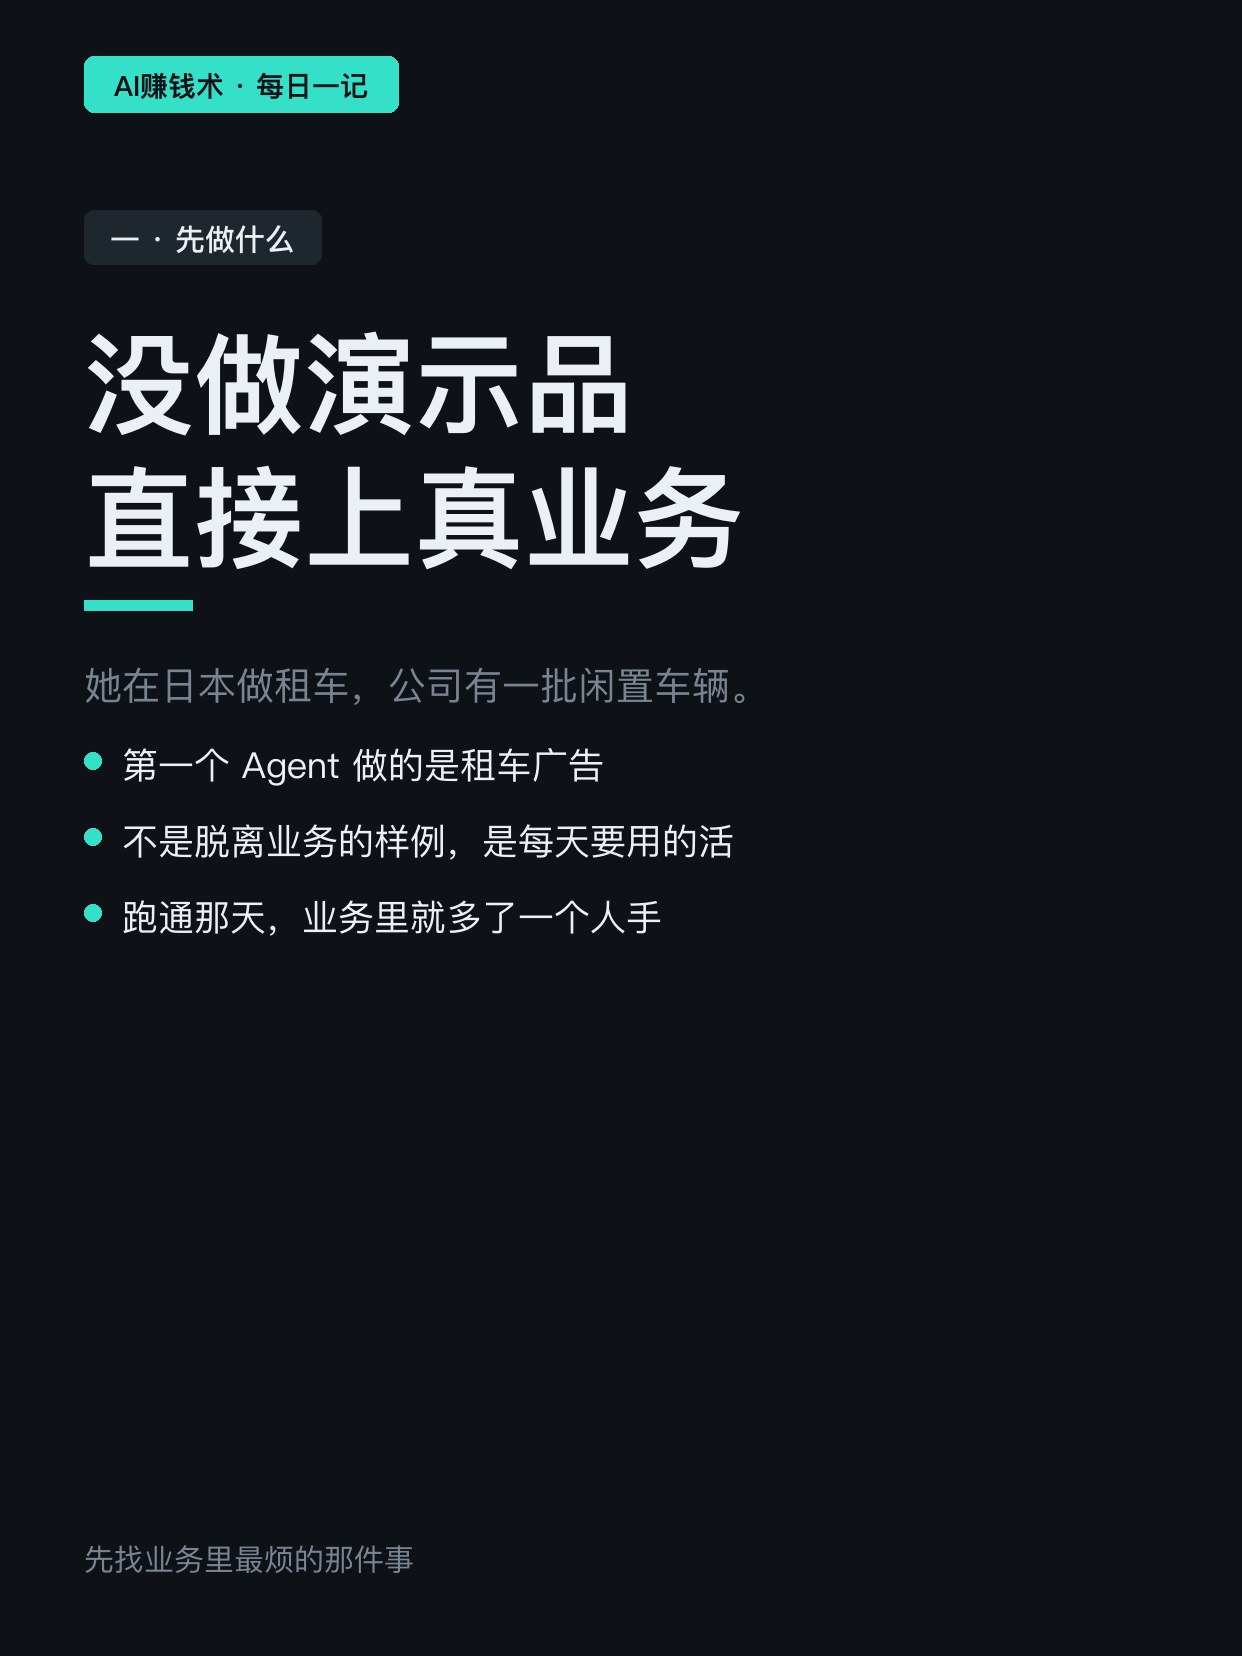 AI赚钱术 · 每日一记
一 · 先做什么
没做演示品
直接上真业务
她在日本做租车，公司有一批闲置车辆。
第一个 Agent 做的是租车广告
不是脱离业务的样例，是每天要用的活
跑通那天，业务里就多了一个人手
先找业务里最烦的那件事